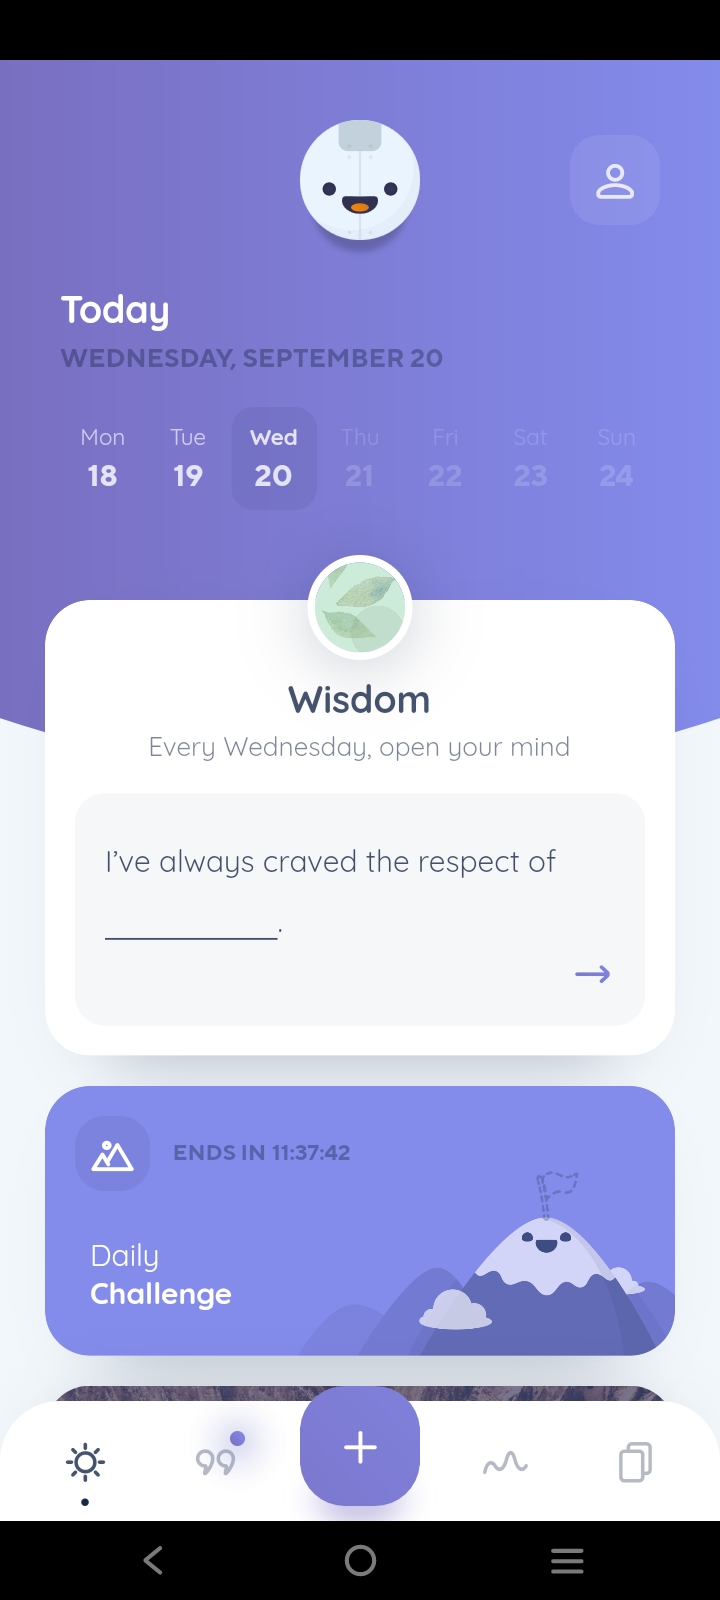 Today
WEDNESDAY, SEPTEMBER 20
Mon Tue Wed Thu Fri Sat Sun
18 19 20 21 22 23 24
Wisdom
Every Wednesday, open your mind
I've always craved the respect of
___________.
ENDS IN 11:37:42
Daily
Challenge